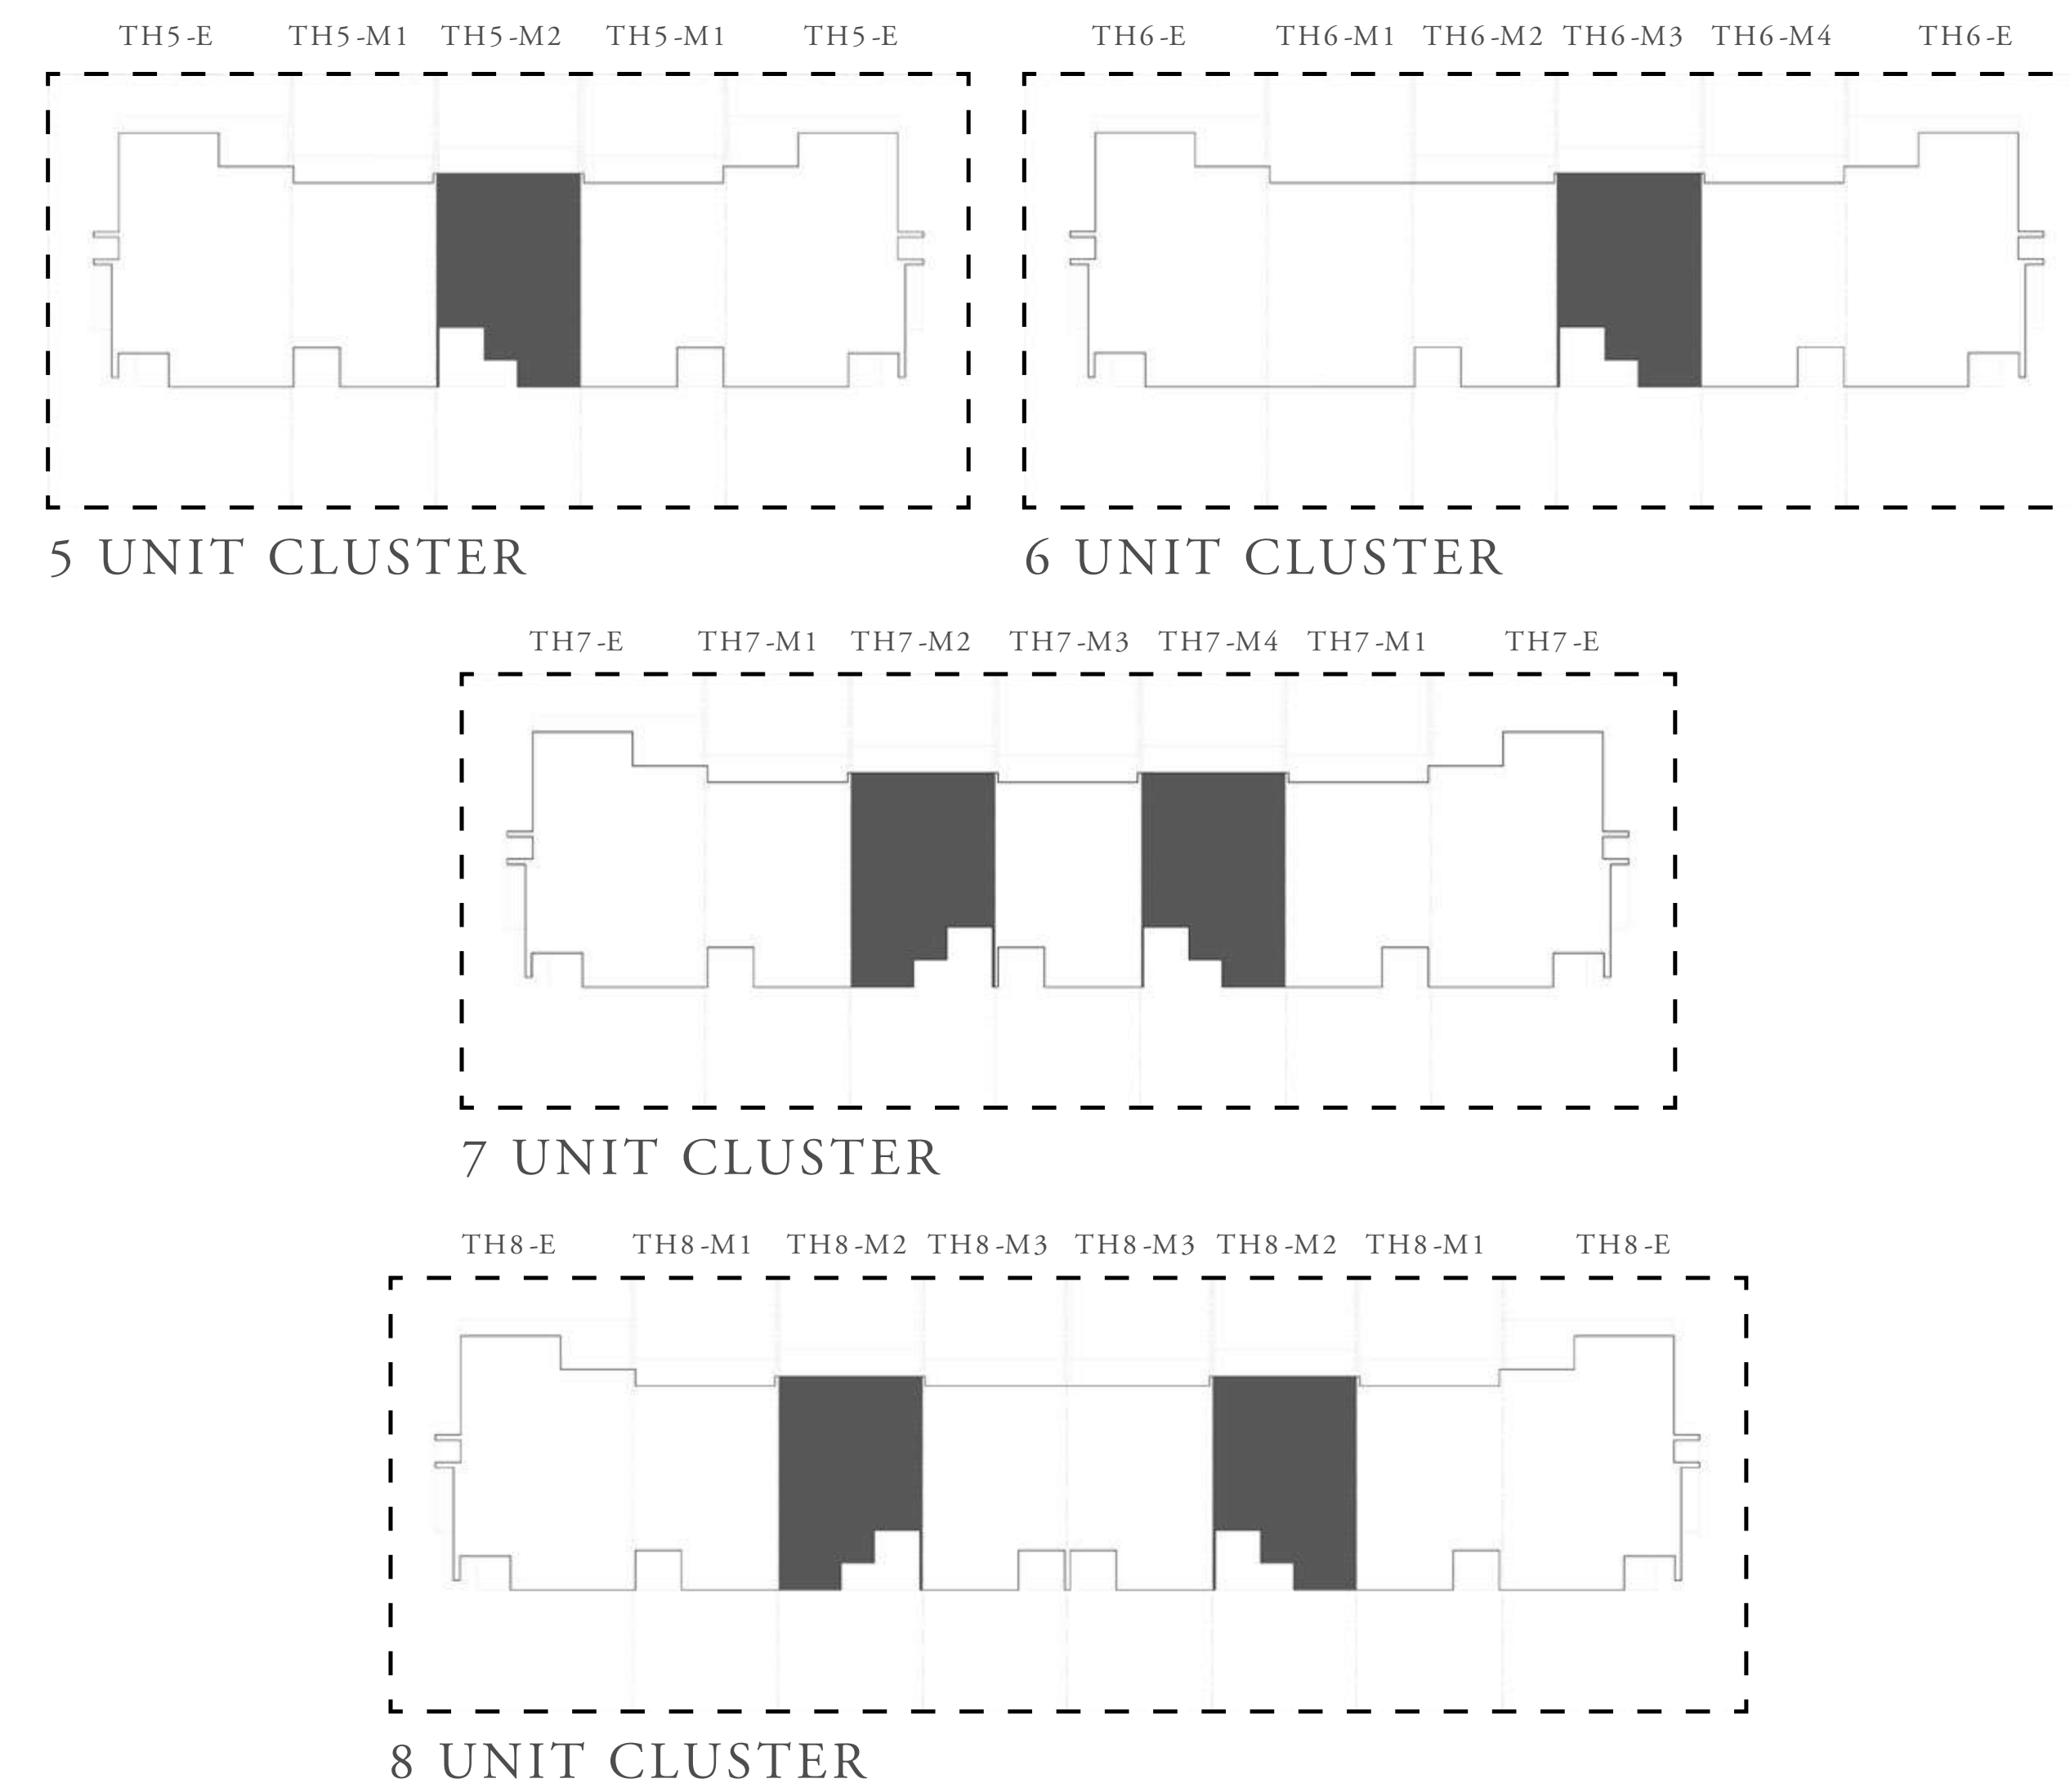 TH5-E TH5-M1 TH5-M2 TH5-M1 TH5-E
5 UNIT CLUSTER
TH6-E TH6-M1 TH6-M2 TH6-M3 TH6-M4 TH6-E
6 UNIT CLUSTER
TH7-E TH7-M1 TH7-M2 TH7-M3 TH7-M4 TH7-M1 TH7-E
7 UNIT CLUSTER
TH8-E TH8-M1 TH8-M2 TH8-M3 TH8-M3 TH8-M2 TH8-M1 TH8-E
8 UNIT CLUSTER